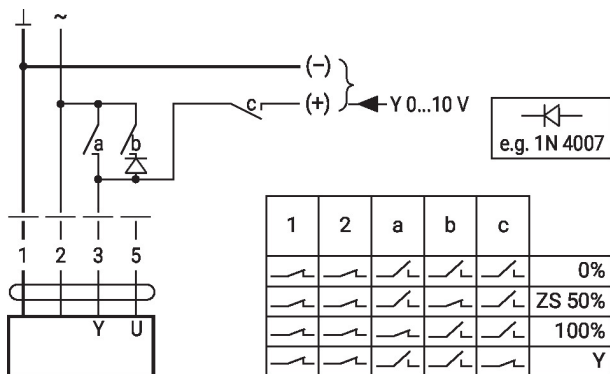 ⊥ ~
(–)
c (+) Y 0...10 V
a b
e.g. 1N 4007
1 2 3 5
Y U
1 2 a b c
0%
ZS 50%
100%
Y